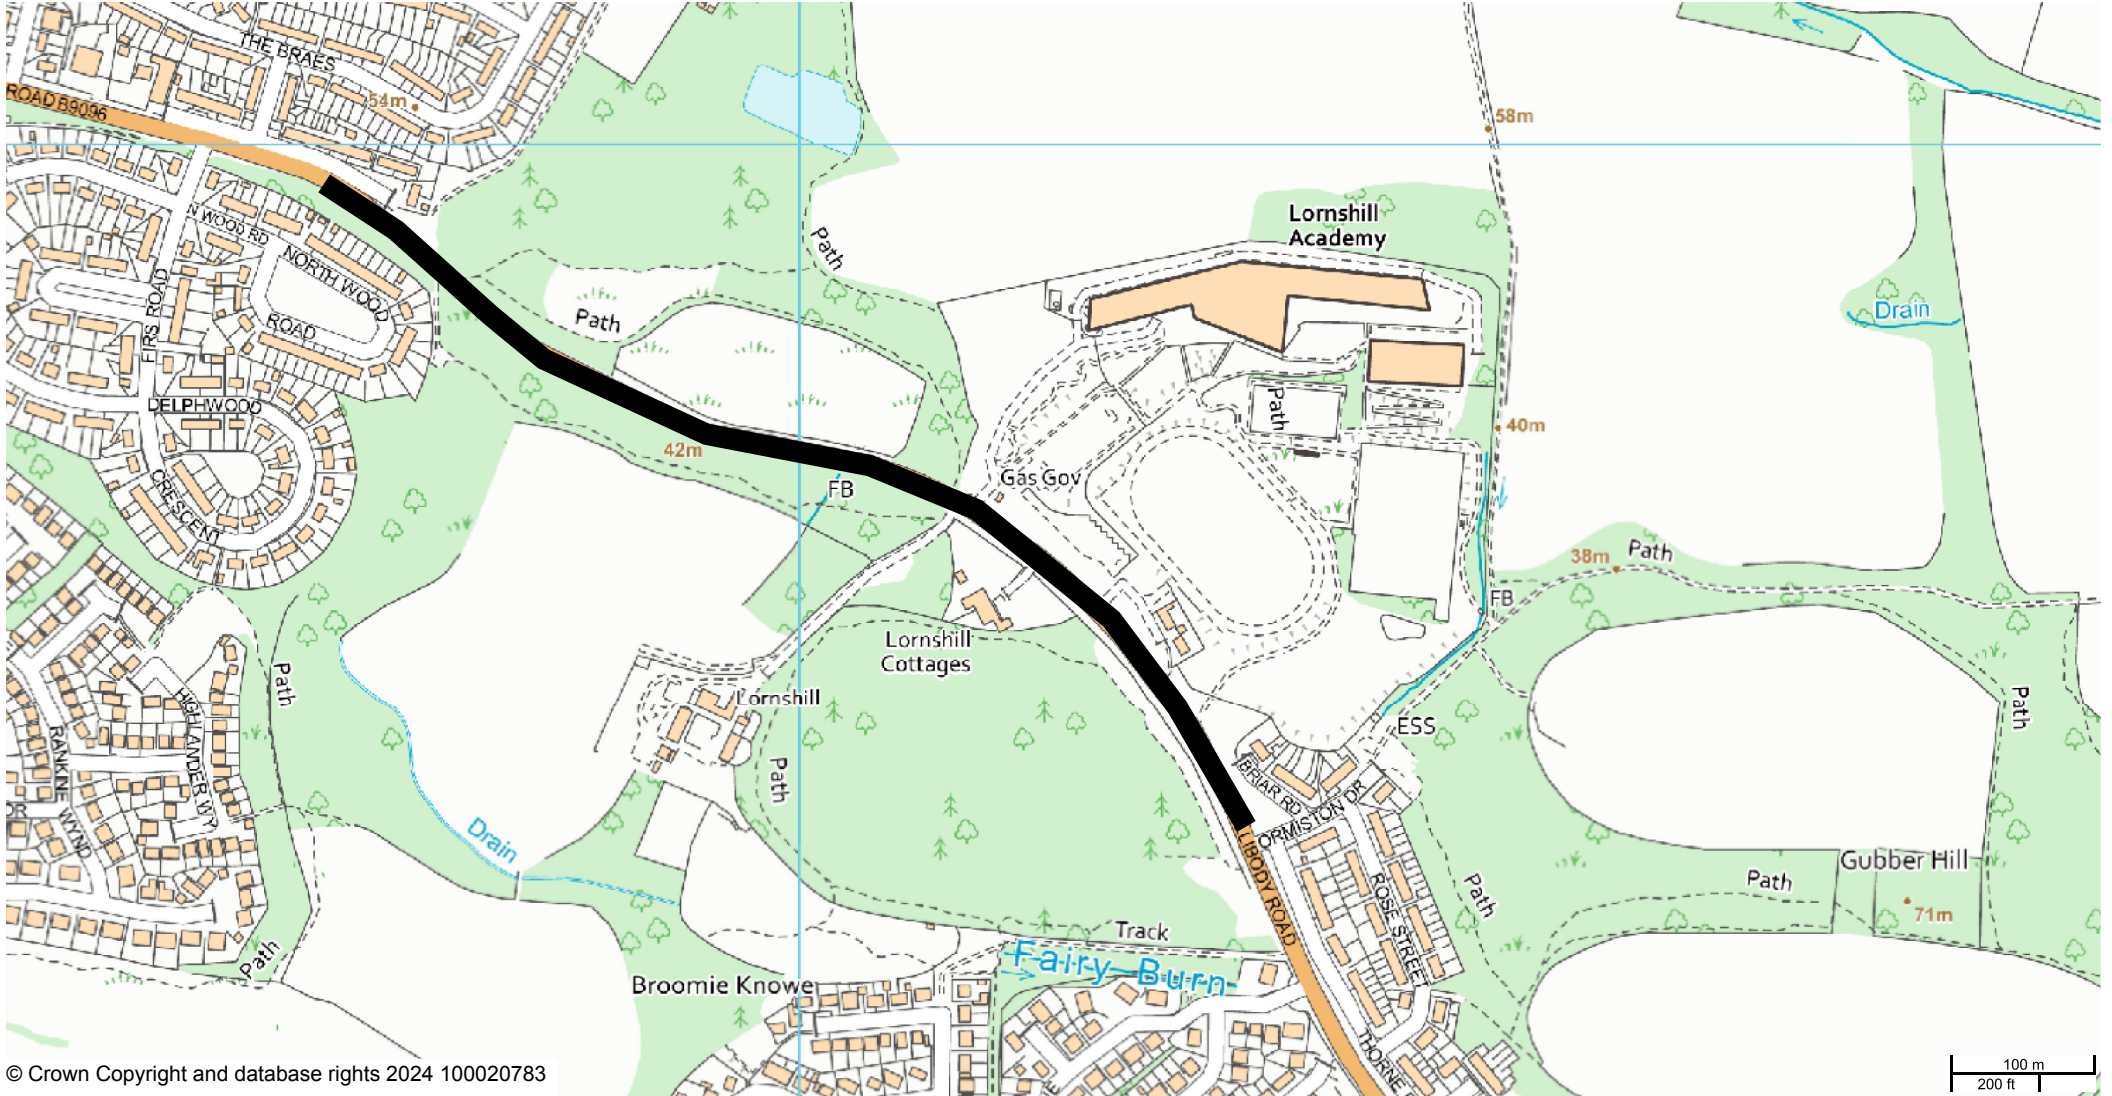 THE BRAES
ROAD B9096
54m
58m
N WOOD RD
NORTH WOOD
ROAD
FIRS ROAD
Path
Lornshill
Academy
Path
Drain
Path
DELPHWOOD
CRESCENT
42m
FB
Gas Gov
40m
38m
Path
FB
Lornshill
Cottages
Lornshill
Path
Path
Path
HIGHLANDER WY
RANKINE WYND
DR
Drain
ESS
BRIAR RD
ORMISTON DR
LIBODY ROAD
ROSE STREET
Path
Path
Gubber Hill
71m
Track
Fairy Burn
Path
Broomie Knowe
THORNE
E
© Crown Copyright and database rights 2024 100020783
100 m
200 ft